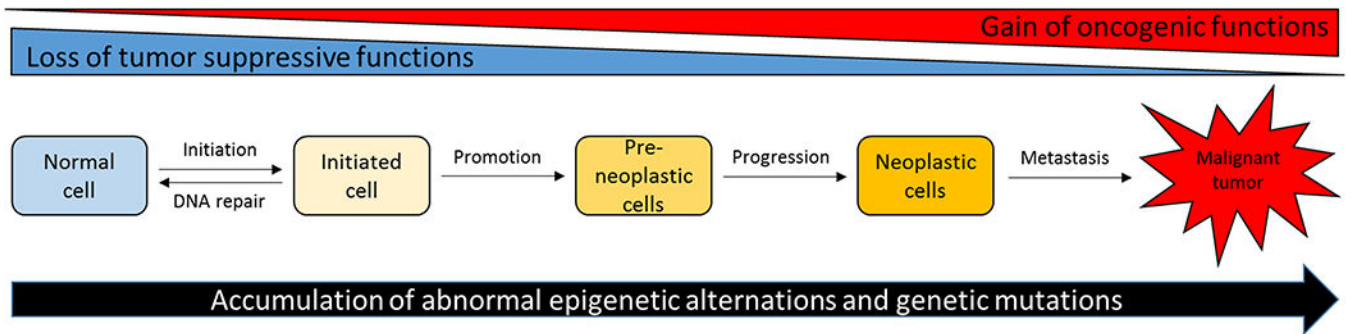 Gain of oncogenic functions
Loss of tumor suppressive functions
Normal
cell
Initiation
DNA repair
Initiated
cell
Promotion
Pre-
neoplastic
cells
Progression
Neoplastic
cells
Metastasis
Malignant
tumor
Accumulation of abnormal epigenetic alternations and genetic mutations